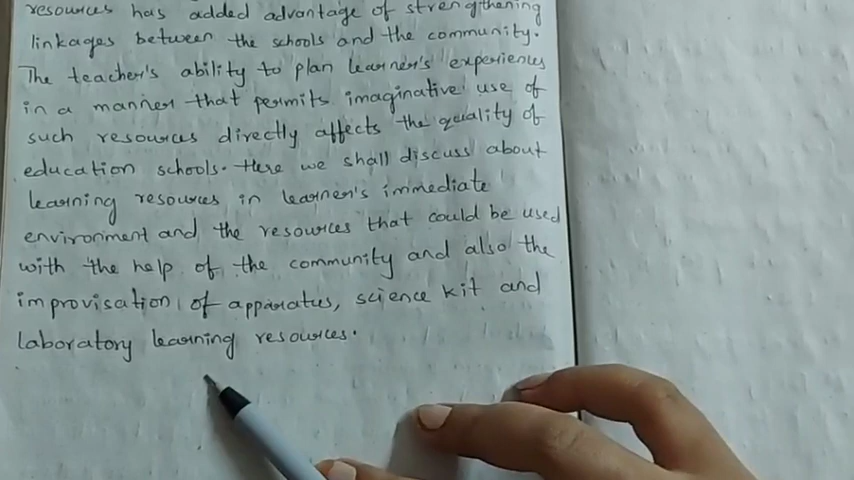 resources has added advantage of strengthening
linkages between the schools and the community.
The teacher's ability to plan learner's experiences
in a manner that permits imaginative use of
such resources directly affects the quality of
education schools. Here we shall discuss about
learning resources in learner's immediate
environment and the resources that could be used
with the help of the community and also the
improvisation of apparatus, science kit and
laboratory learning resources.